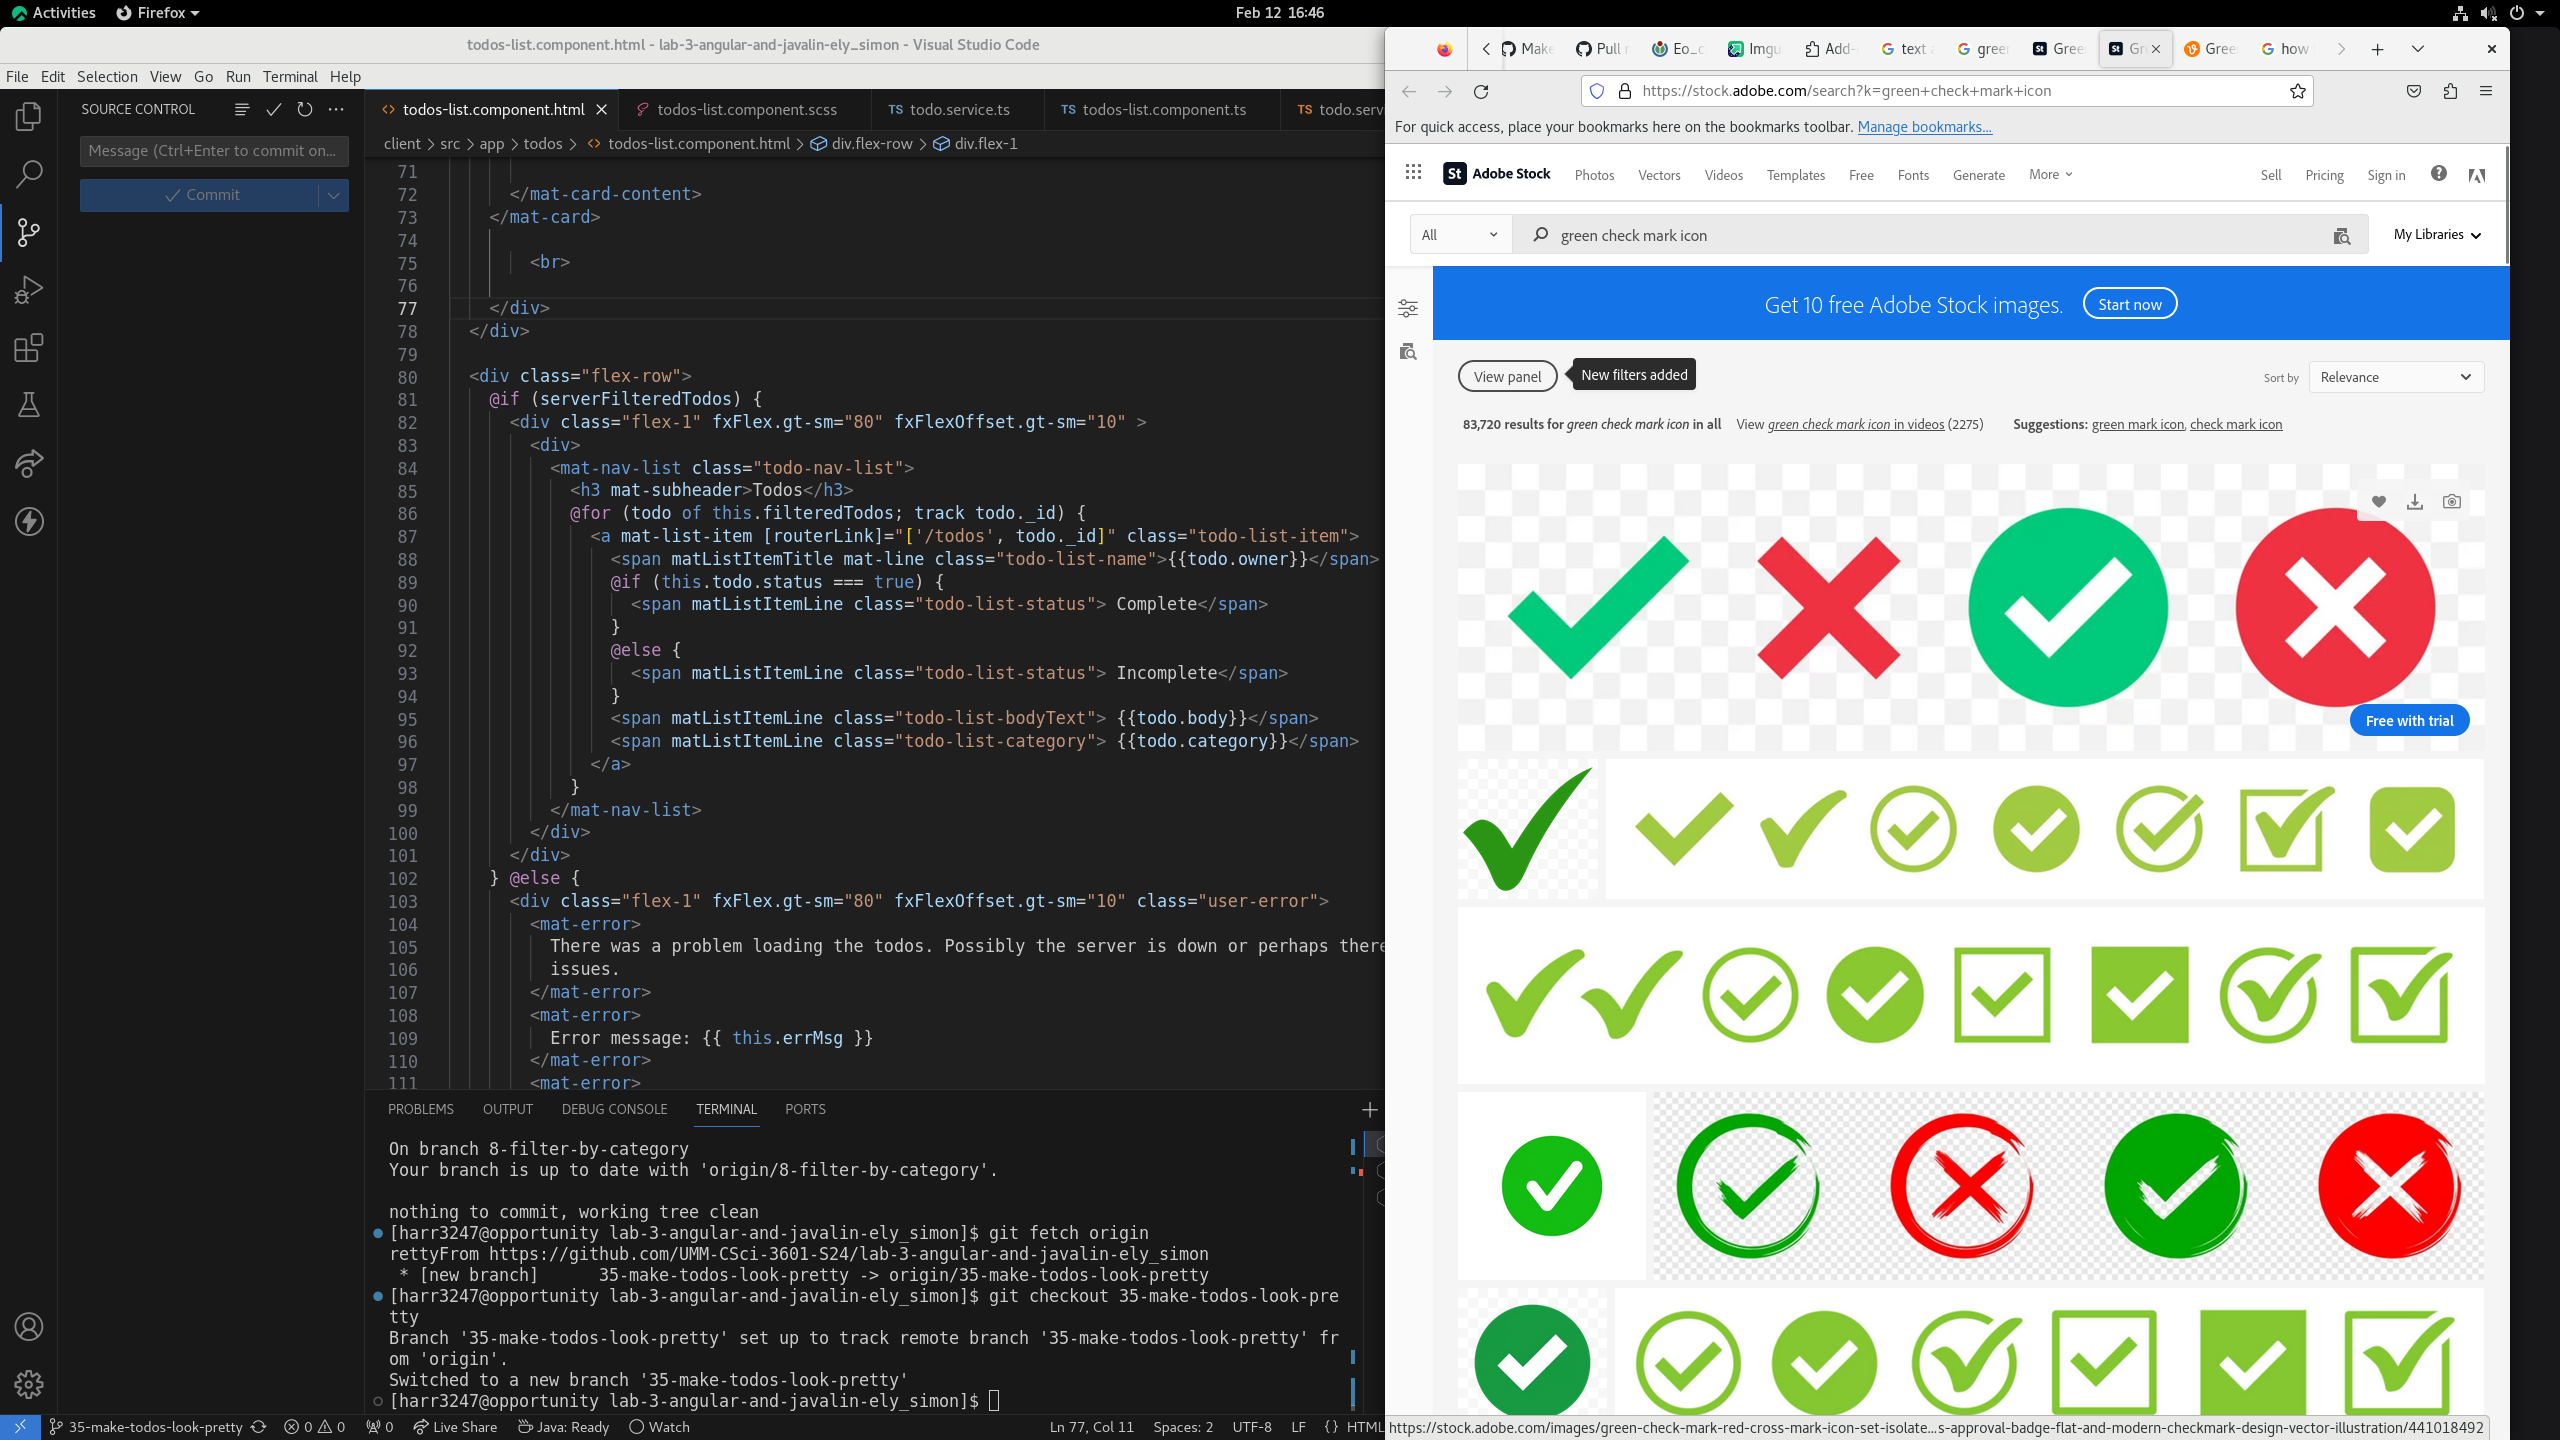 Activities
Firefox
Feb 12 16:46
todos-list.component.html - lab-3-angular-and-javalin-ely_simon - Visual Studio Code
File Edit Selection View Go Run Terminal Help
SOURCE CONTROL
Message (Ctrl+Enter to commit on...
Commit
todos-list.component.html
todos-list.component.scss
TS todo.service.ts
TS todos-list.component.ts
TS todo.serv
client > src > app > todos > todos-list.component.html > div.flex-row > div.flex-1
71
72 </mat-card-content>
73 </mat-card>
74
75 <br>
76
77 </div>
78 </div>
79
80 <div class="flex-row">
81 @if (serverFilteredTodos) {
82 <div class="flex-1" fxFlex.gt-sm="80" fxFlexOffset.gt-sm="10" >
83 <div>
84 <mat-nav-list class="todo-nav-list">
85 <h3 mat-subheader>Todos</h3>
86 @for (todo of this.filteredTodos; track todo._id) {
87 <a mat-list-item [routerLink]="['/todos', todo._id]" class="todo-list-item">
88 <span matListItemTitle mat-line class="todo-list-name">{{todo.owner}}</span>
89 @if (this.todo.status === true) {
90 <span matListItemLine class="todo-list-status"> Complete</span>
91 }
92 @else {
93 <span matListItemLine class="todo-list-status"> Incomplete</span>
94 }
95 <span matListItemLine class="todo-list-bodyText"> {{todo.body}}</span>
96 <span matListItemLine class="todo-list-category"> {{todo.category}}</span>
97 </a>
98 }
99 </mat-nav-list>
100 </div>
101 </div>
102 } @else {
103 <div class="flex-1" fxFlex.gt-sm="80" fxFlexOffset.gt-sm="10" class="user-error">
104 <mat-error>
105 There was a problem loading the todos. Possibly the server is down or perhaps there
106 issues.
107 </mat-error>
108 <mat-error>
109 Error message: {{ this.errMsg }}
110 </mat-error>
111 <mat-error>
PROBLEMS OUTPUT DEBUG CONSOLE TERMINAL PORTS
On branch 8-filter-by-category
Your branch is up to date with 'origin/8-filter-by-category'.
nothing to commit, working tree clean
[harr3247@opportunity lab-3-angular-and-javalin-ely_simon]$ git fetch origin
rettyFrom https://github.com/UMM-CSci-3601-S24/lab-3-angular-and-javalin-ely_simon
* [new branch] 35-make-todos-look-pretty -> origin/35-make-todos-look-pretty
[harr3247@opportunity lab-3-angular-and-javalin-ely_simon]$ git checkout 35-make-todos-look-pre
tty
Branch '35-make-todos-look-pretty' set up to track remote branch '35-make-todos-look-pretty' fr
om 'origin'.
Switched to a new branch '35-make-todos-look-pretty'
[harr3247@opportunity lab-3-angular-and-javalin-ely_simon]$
35-make-todos-look-pretty 0 0 0 Live Share Java: Ready Watch Ln 77, Col 11 Spaces: 2 UTF-8 LF {} HTML
Make Pull r Eo_c Imgu Add- text a green Gree Gr Gree how
https://stock.adobe.com/search?k=green+check+mark+icon
For quick access, place your bookmarks here on the bookmarks toolbar. Manage bookmarks...
St Adobe Stock Photos Vectors Videos Templates Free Fonts Generate More Sell Pricing Sign in
All green check mark icon My Libraries
Get 10 free Adobe Stock images. Start now
View panel New filters added Sort by Relevance
83,720 results for green check mark icon in all View green check mark icon in videos (2275) Suggestions: green mark icon, check mark icon
Free with trial
https://stock.adobe.com/images/green-check-mark-red-cross-mark-icon-set-isolate…s-approval-badge-flat-and-modern-checkmark-design-vector-illustration/441018492